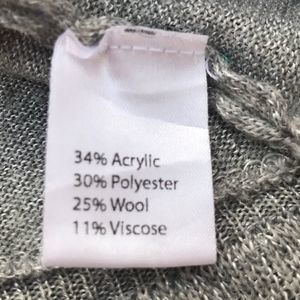 34% Acrylic
30% Polyester
25% Wool
11% Viscose